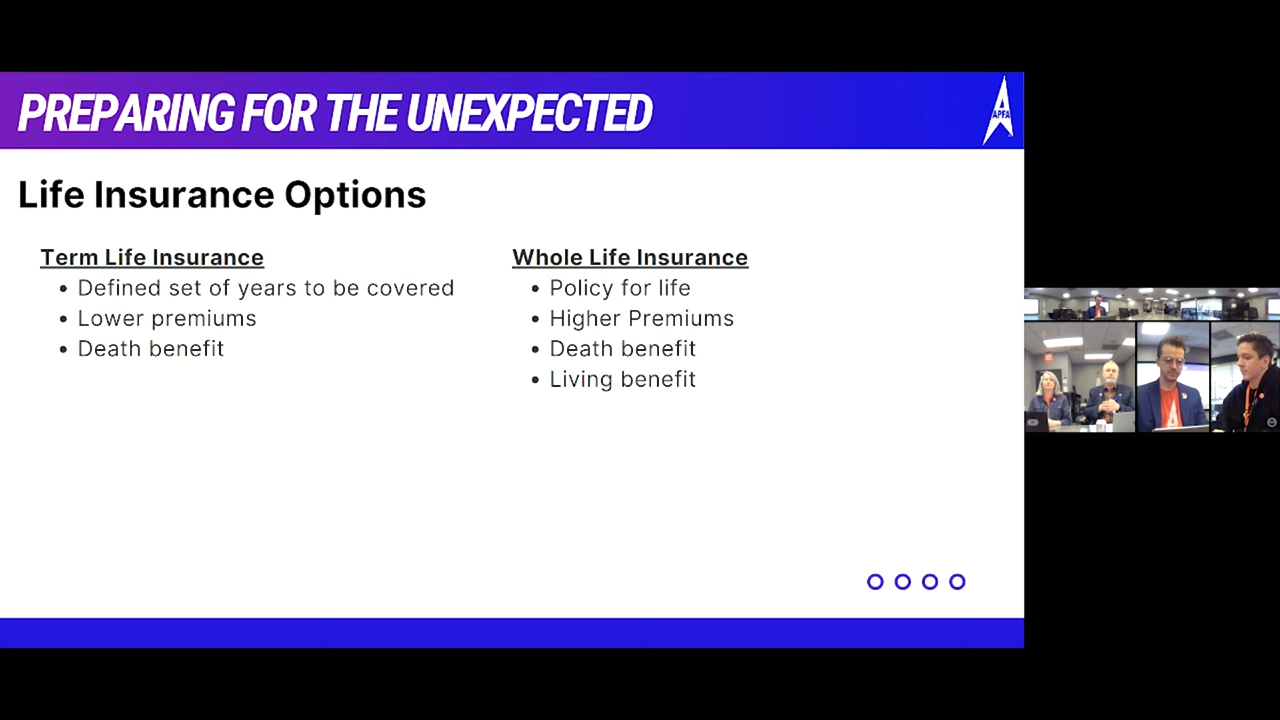 PREPARING FOR THE UNEXPECTED
APFA
Life Insurance Options
Term Life Insurance
• Defined set of years to be covered
• Lower premiums
• Death benefit
Whole Life Insurance
• Policy for life
• Higher Premiums
• Death benefit
• Living benefit